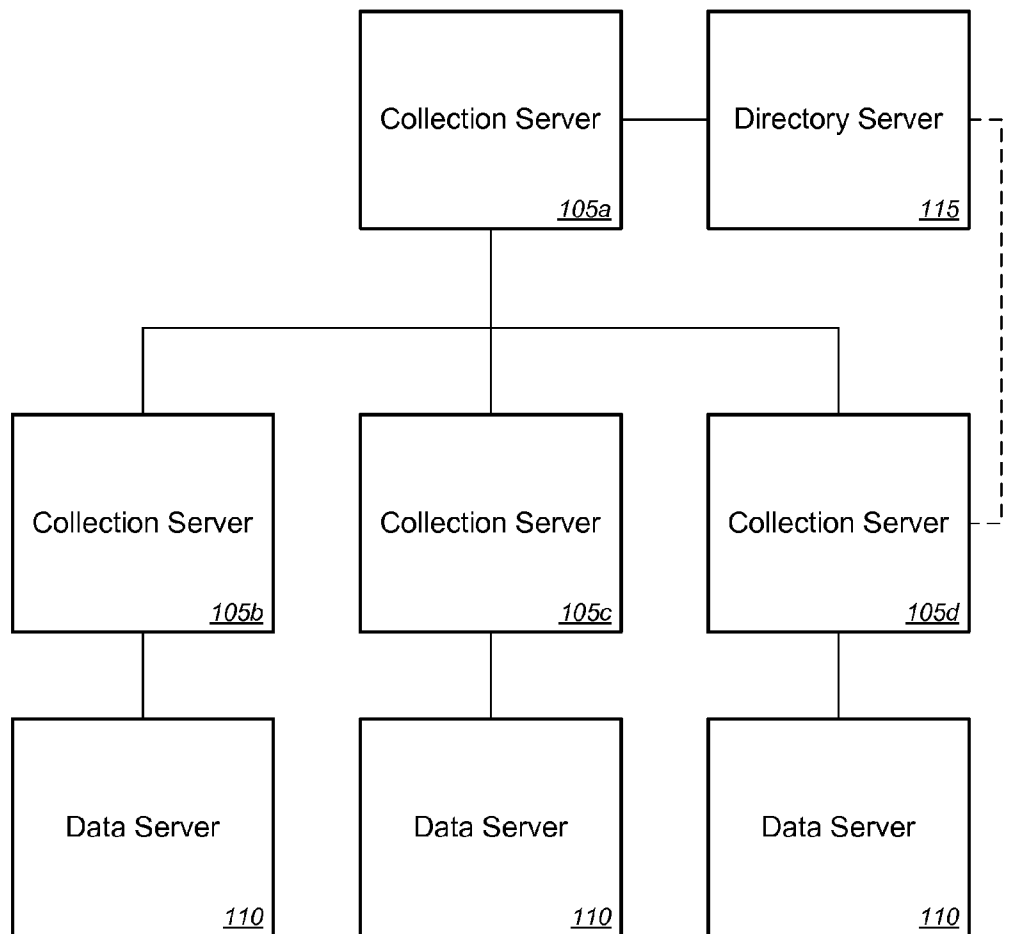 Collection Server
105a
Directory Server
115
Collection Server
105b
Collection Server
105c
Collection Server
105d
Data Server
110
Data Server
110
Data Server
110